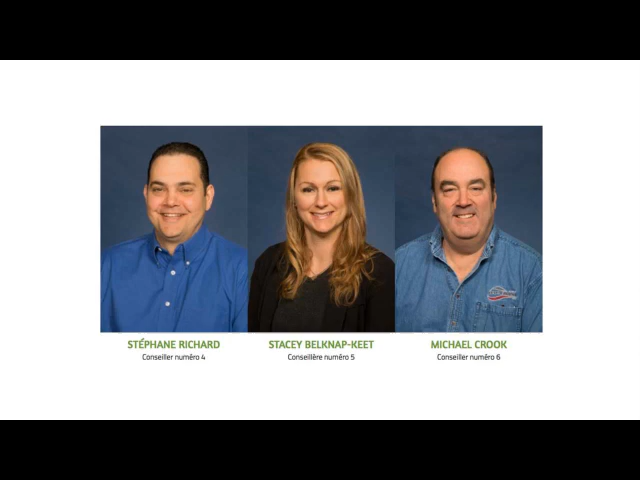 STÉPHANE RICHARD
Conseiller numéro 4
STACEY BELKNAP-KEET
Conseillère numéro 5
MICHAEL CROOK
Conseiller numéro 6